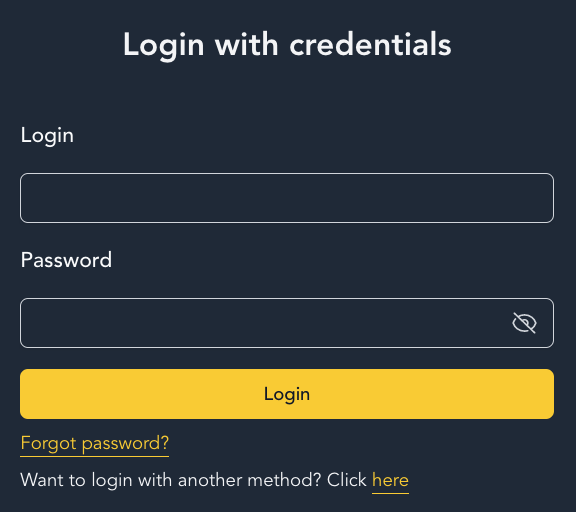 Login with credentials
Login
Password
Login
Forgot password?
Want to login with another method? Click here